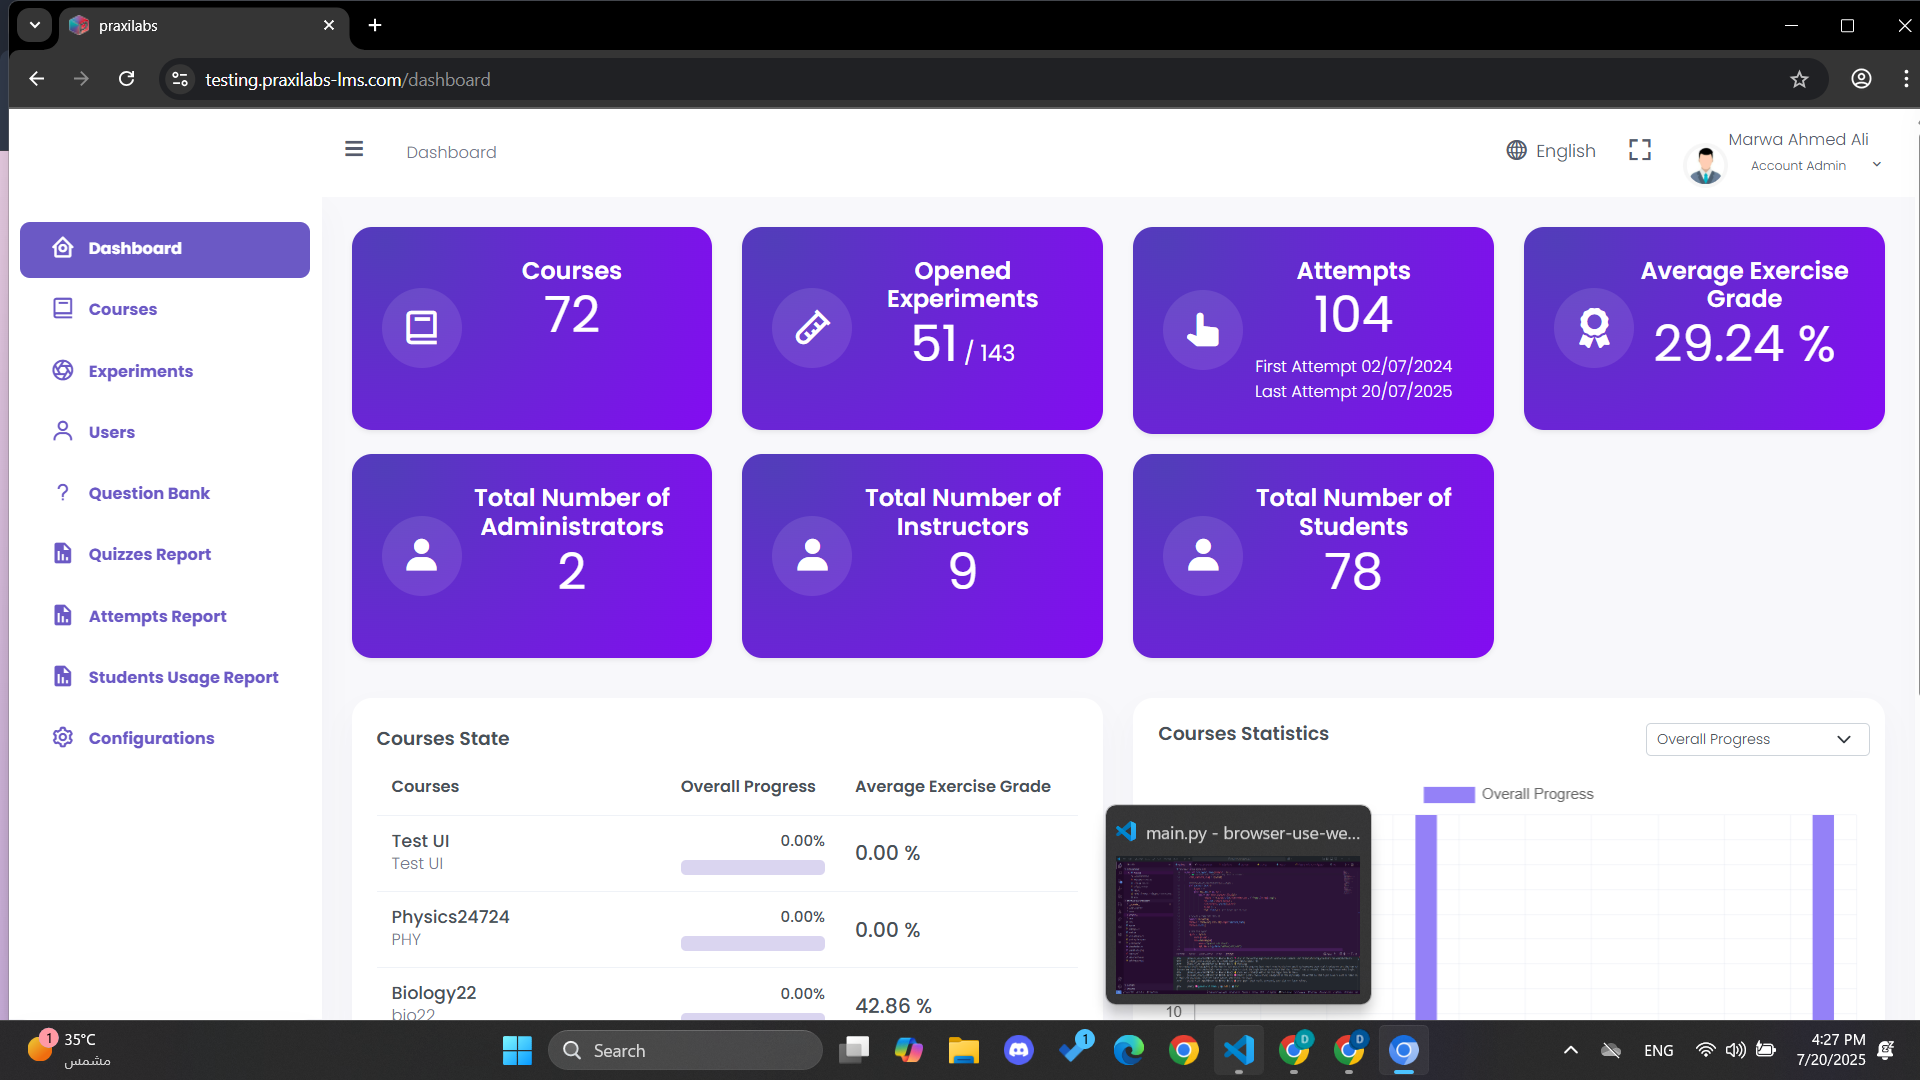 praxilabs
testing.praxilabs-lms.com/dashboard
Dashboard
English
Marwa Ahmed Ali
Account Admin
Dashboard
Courses
Experiments
Users
Question Bank
Quizzes Report
Attempts Report
Students Usage Report
Configurations
Courses
72
Opened
Experiments
51 / 143
Attempts
104
First Attempt 02/07/2024
Last Attempt 20/07/2025
Average Exercise
Grade
29.24 %
Total Number of
Administrators
2
Total Number of
Instructors
9
Total Number of
Students
78
Courses State
Courses Overall Progress Average Exercise Grade
Test UI
Test UI
0.00%
0.00 %
Physics24724
PHY
0.00%
0.00 %
Biology22
bio22
0.00%
42.86 %
Courses Statistics
Overall Progress
Overall Progress
10
main.py - browser-use-we...
1
35°C
مشمس
Search
1
D
D
ENG
4:27 PM
7/20/2025